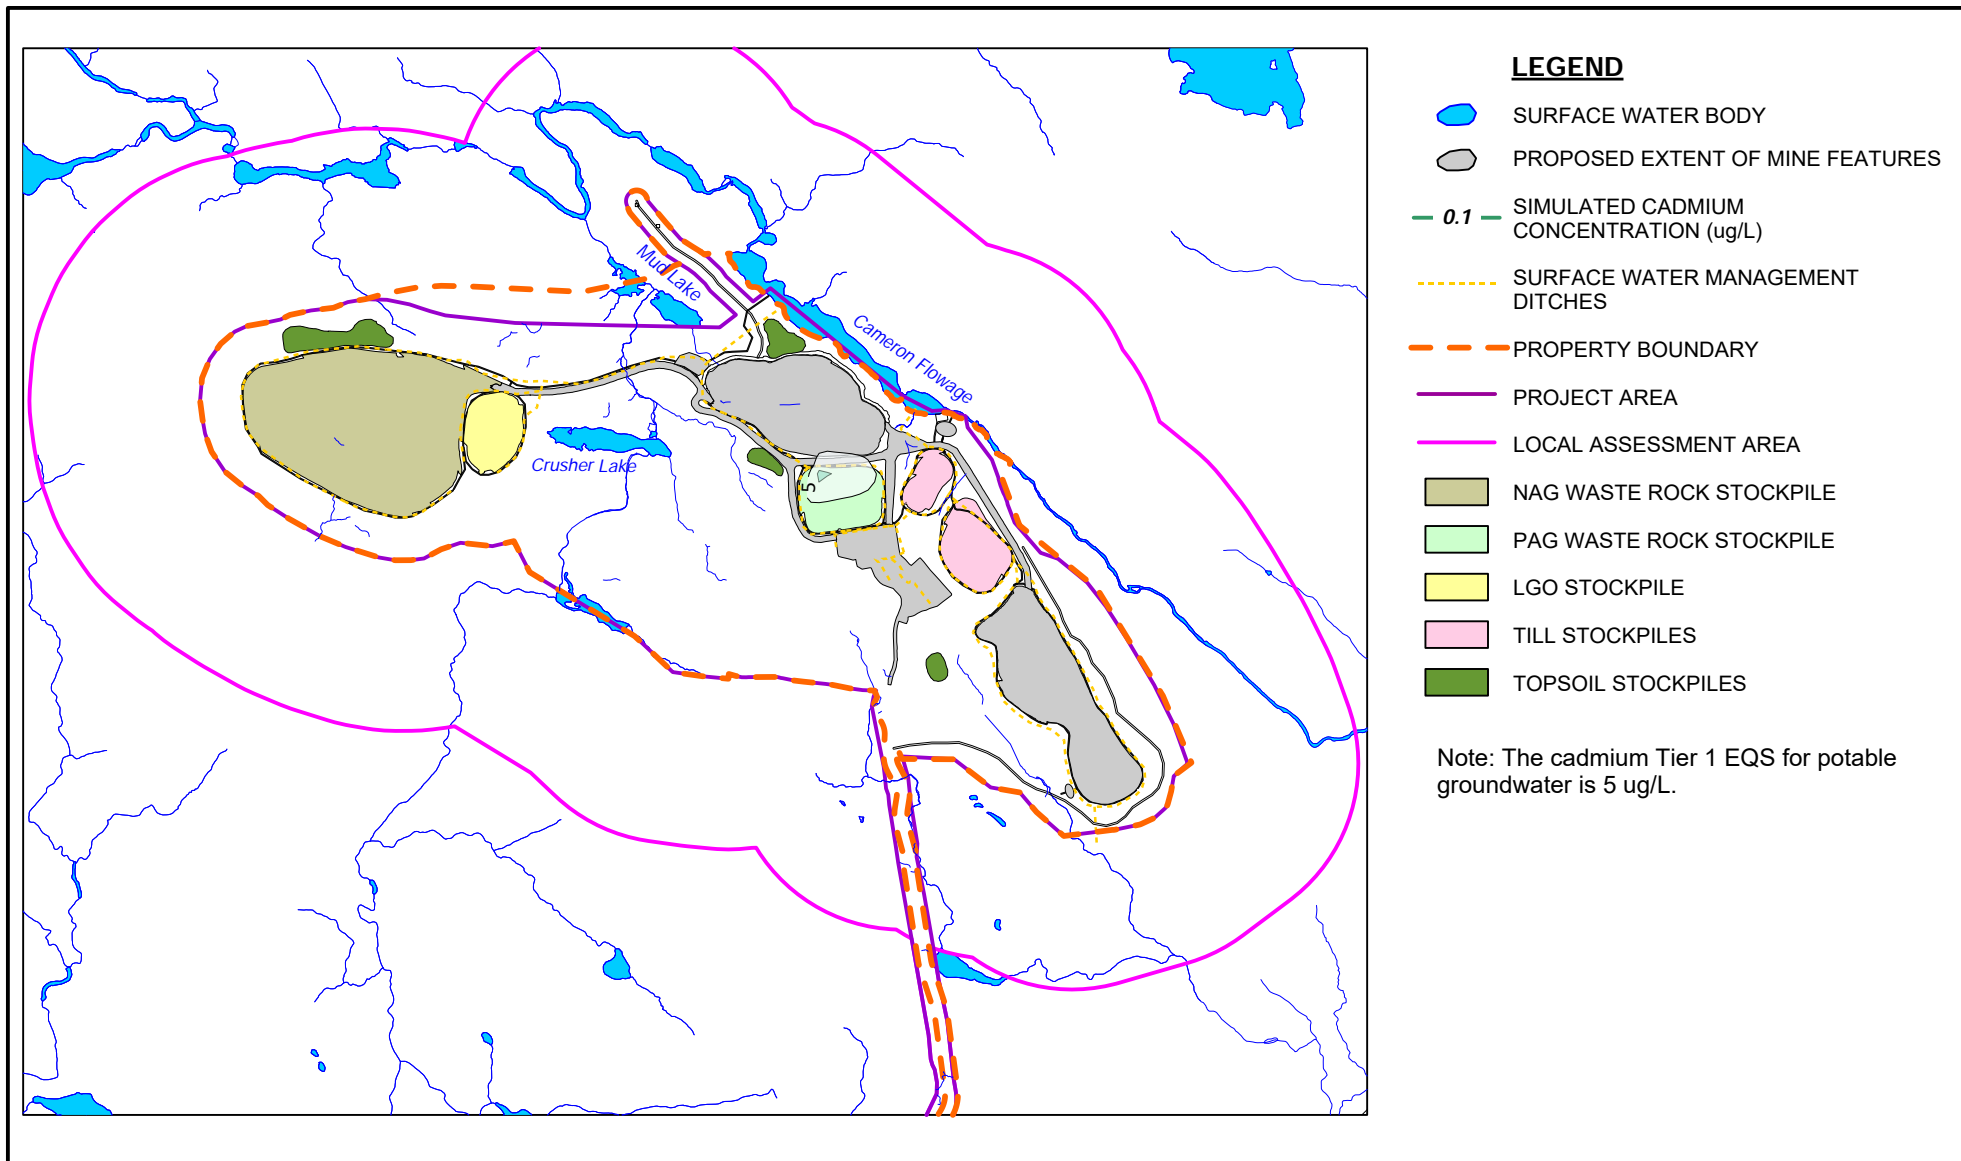 LEGEND
SURFACE WATER BODY
PROPOSED EXTENT OF MINE FEATURES
0.1
SIMULATED CADMIUM
CONCENTRATION (ug/L)
SURFACE WATER MANAGEMENT
DITCHES
PROPERTY BOUNDARY
PROJECT AREA
LOCAL ASSESSMENT AREA
NAG WASTE ROCK STOCKPILE
PAG WASTE ROCK STOCKPILE
LGO STOCKPILE
TILL STOCKPILES
TOPSOIL STOCKPILES
Note: The cadmium Tier 1 EQS for potable
groundwater is 5 ug/L.
Mud Lake
Cameron Flowage
Crusher Lake
5